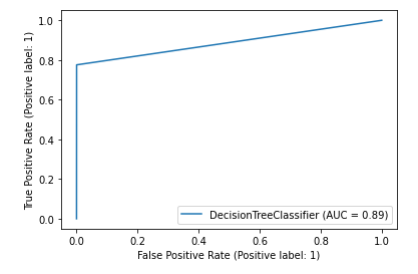 True Positive Rate (Positive label: 1)
1.0
0.8
0.6
0.4
0.2
0.0
DecisionTreeClassifier (AUC = 0.89)
0.0 0.2 0.4 0.6 0.8 1.0
False Positive Rate (Positive label: 1)